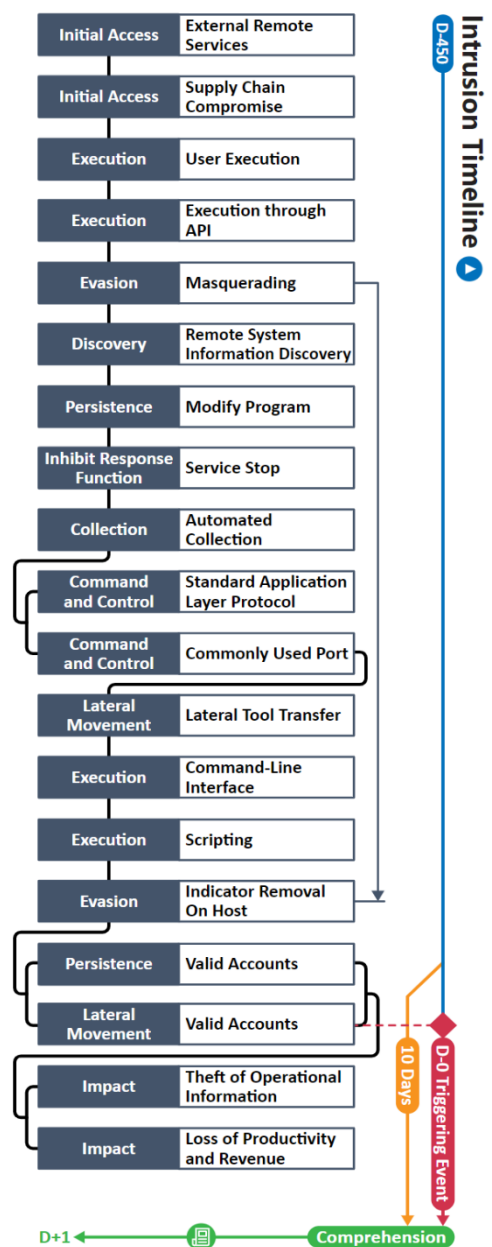 Intrusion Timeline
D-450
Initial Access
External Remote
Services
Initial Access
Supply Chain
Compromise
Execution
User Execution
Execution
Execution through
API
Evasion
Masquerading
Discovery
Remote System
Information Discovery
Persistence
Modify Program
Inhibit Response
Function
Service Stop
Collection
Automated
Collection
Command
and Control
Standard Application
Layer Protocol
Command
and Control
Commonly Used Port
Lateral
Movement
Lateral Tool Transfer
Execution
Command-Line
Interface
Execution
Scripting
Evasion
Indicator Removal
On Host
Persistence
Valid Accounts
Lateral
Movement
Valid Accounts
Impact
Theft of Operational
Information
Impact
Loss of Productivity
and Revenue
10 Days
D-0 Triggering Event
D+1
Comprehension